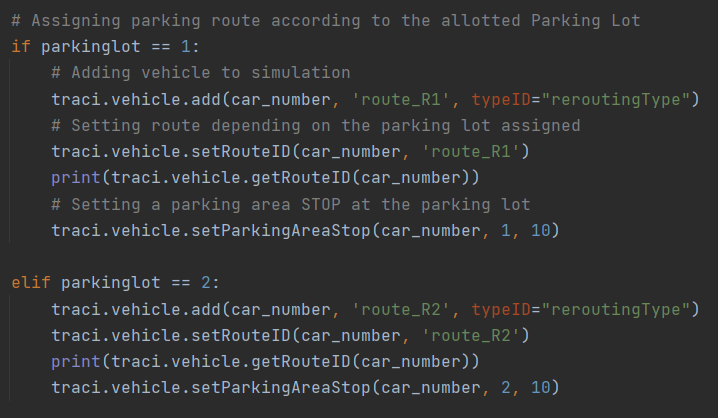 # Assigning parking route according to the allotted Parking Lot
if parkinglot == 1:
    # Adding vehicle to simulation
    traci.vehicle.add(car_number, 'route_R1', typeID="reroutingType")
    # Setting route depending on the parking lot assigned
    traci.vehicle.setRouteID(car_number, 'route_R1')
    print(traci.vehicle.getRouteID(car_number))
    # Setting a parking area STOP at the parking lot
    traci.vehicle.setParkingAreaStop(car_number, 1, 10)

elif parkinglot == 2:
    traci.vehicle.add(car_number, 'route_R2', typeID="reroutingType")
    traci.vehicle.setRouteID(car_number, 'route_R2')
    print(traci.vehicle.getRouteID(car_number))
    traci.vehicle.setParkingAreaStop(car_number, 2, 10)